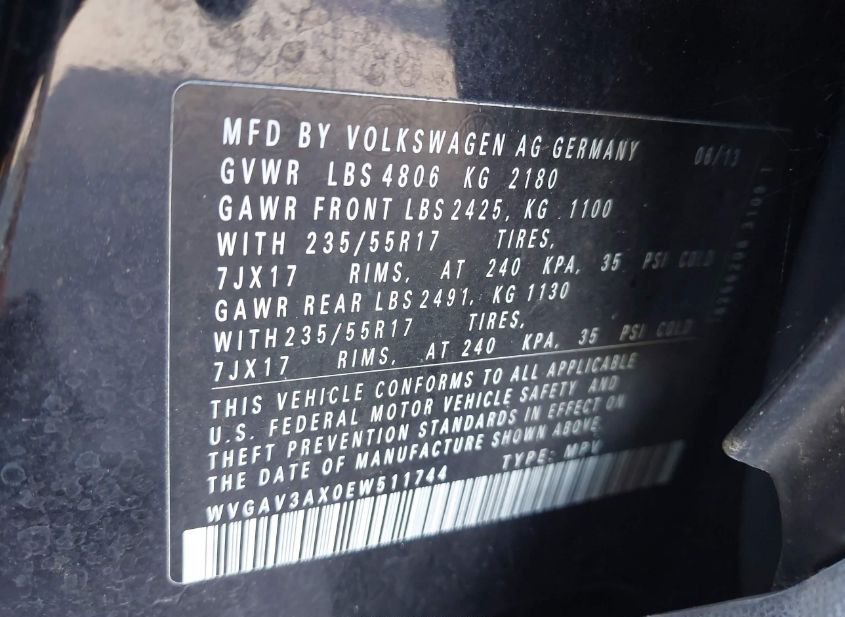 MFD BY VOLKSWAGEN AG GERMANY 06/13
GVWR LBS 4806 KG 2180
GAWR FRONT LBS 2425, KG 1100
WITH 235/55R17 TIRES,
7JX17 RIMS, AT 240 KPA, 35 PSI COLD
GAWR REAR LBS 2491, KG 1130
WITH 235/55R17 TIRES,
7JX17 RIMS, AT 240 KPA, 35 PSI COLD
THIS VEHICLE CONFORMS TO ALL APPLICABLE
U.S. FEDERAL MOTOR VEHICLE SAFETY AND
THEFT PREVENTION STANDARDS IN EFFECT ON
THE DATE OF MANUFACTURE SHOWN ABOVE.
WVGAV3AX0EW511744 TYPE: MPV